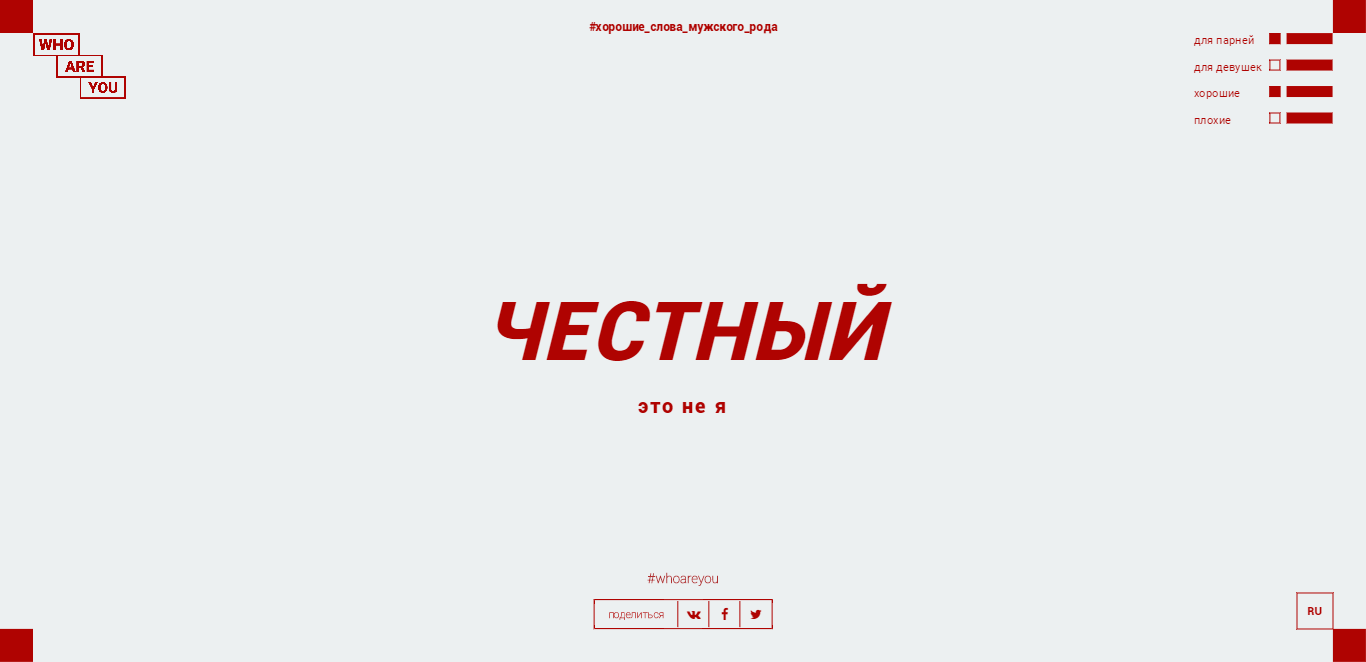 #хорошие_слова_мужского_рода
WHO
ARE
YOU
для парней
для девушек
хорошие
плохие
ЧЕСТНЫЙ
это не я
#whoareyou
поделиться
RU